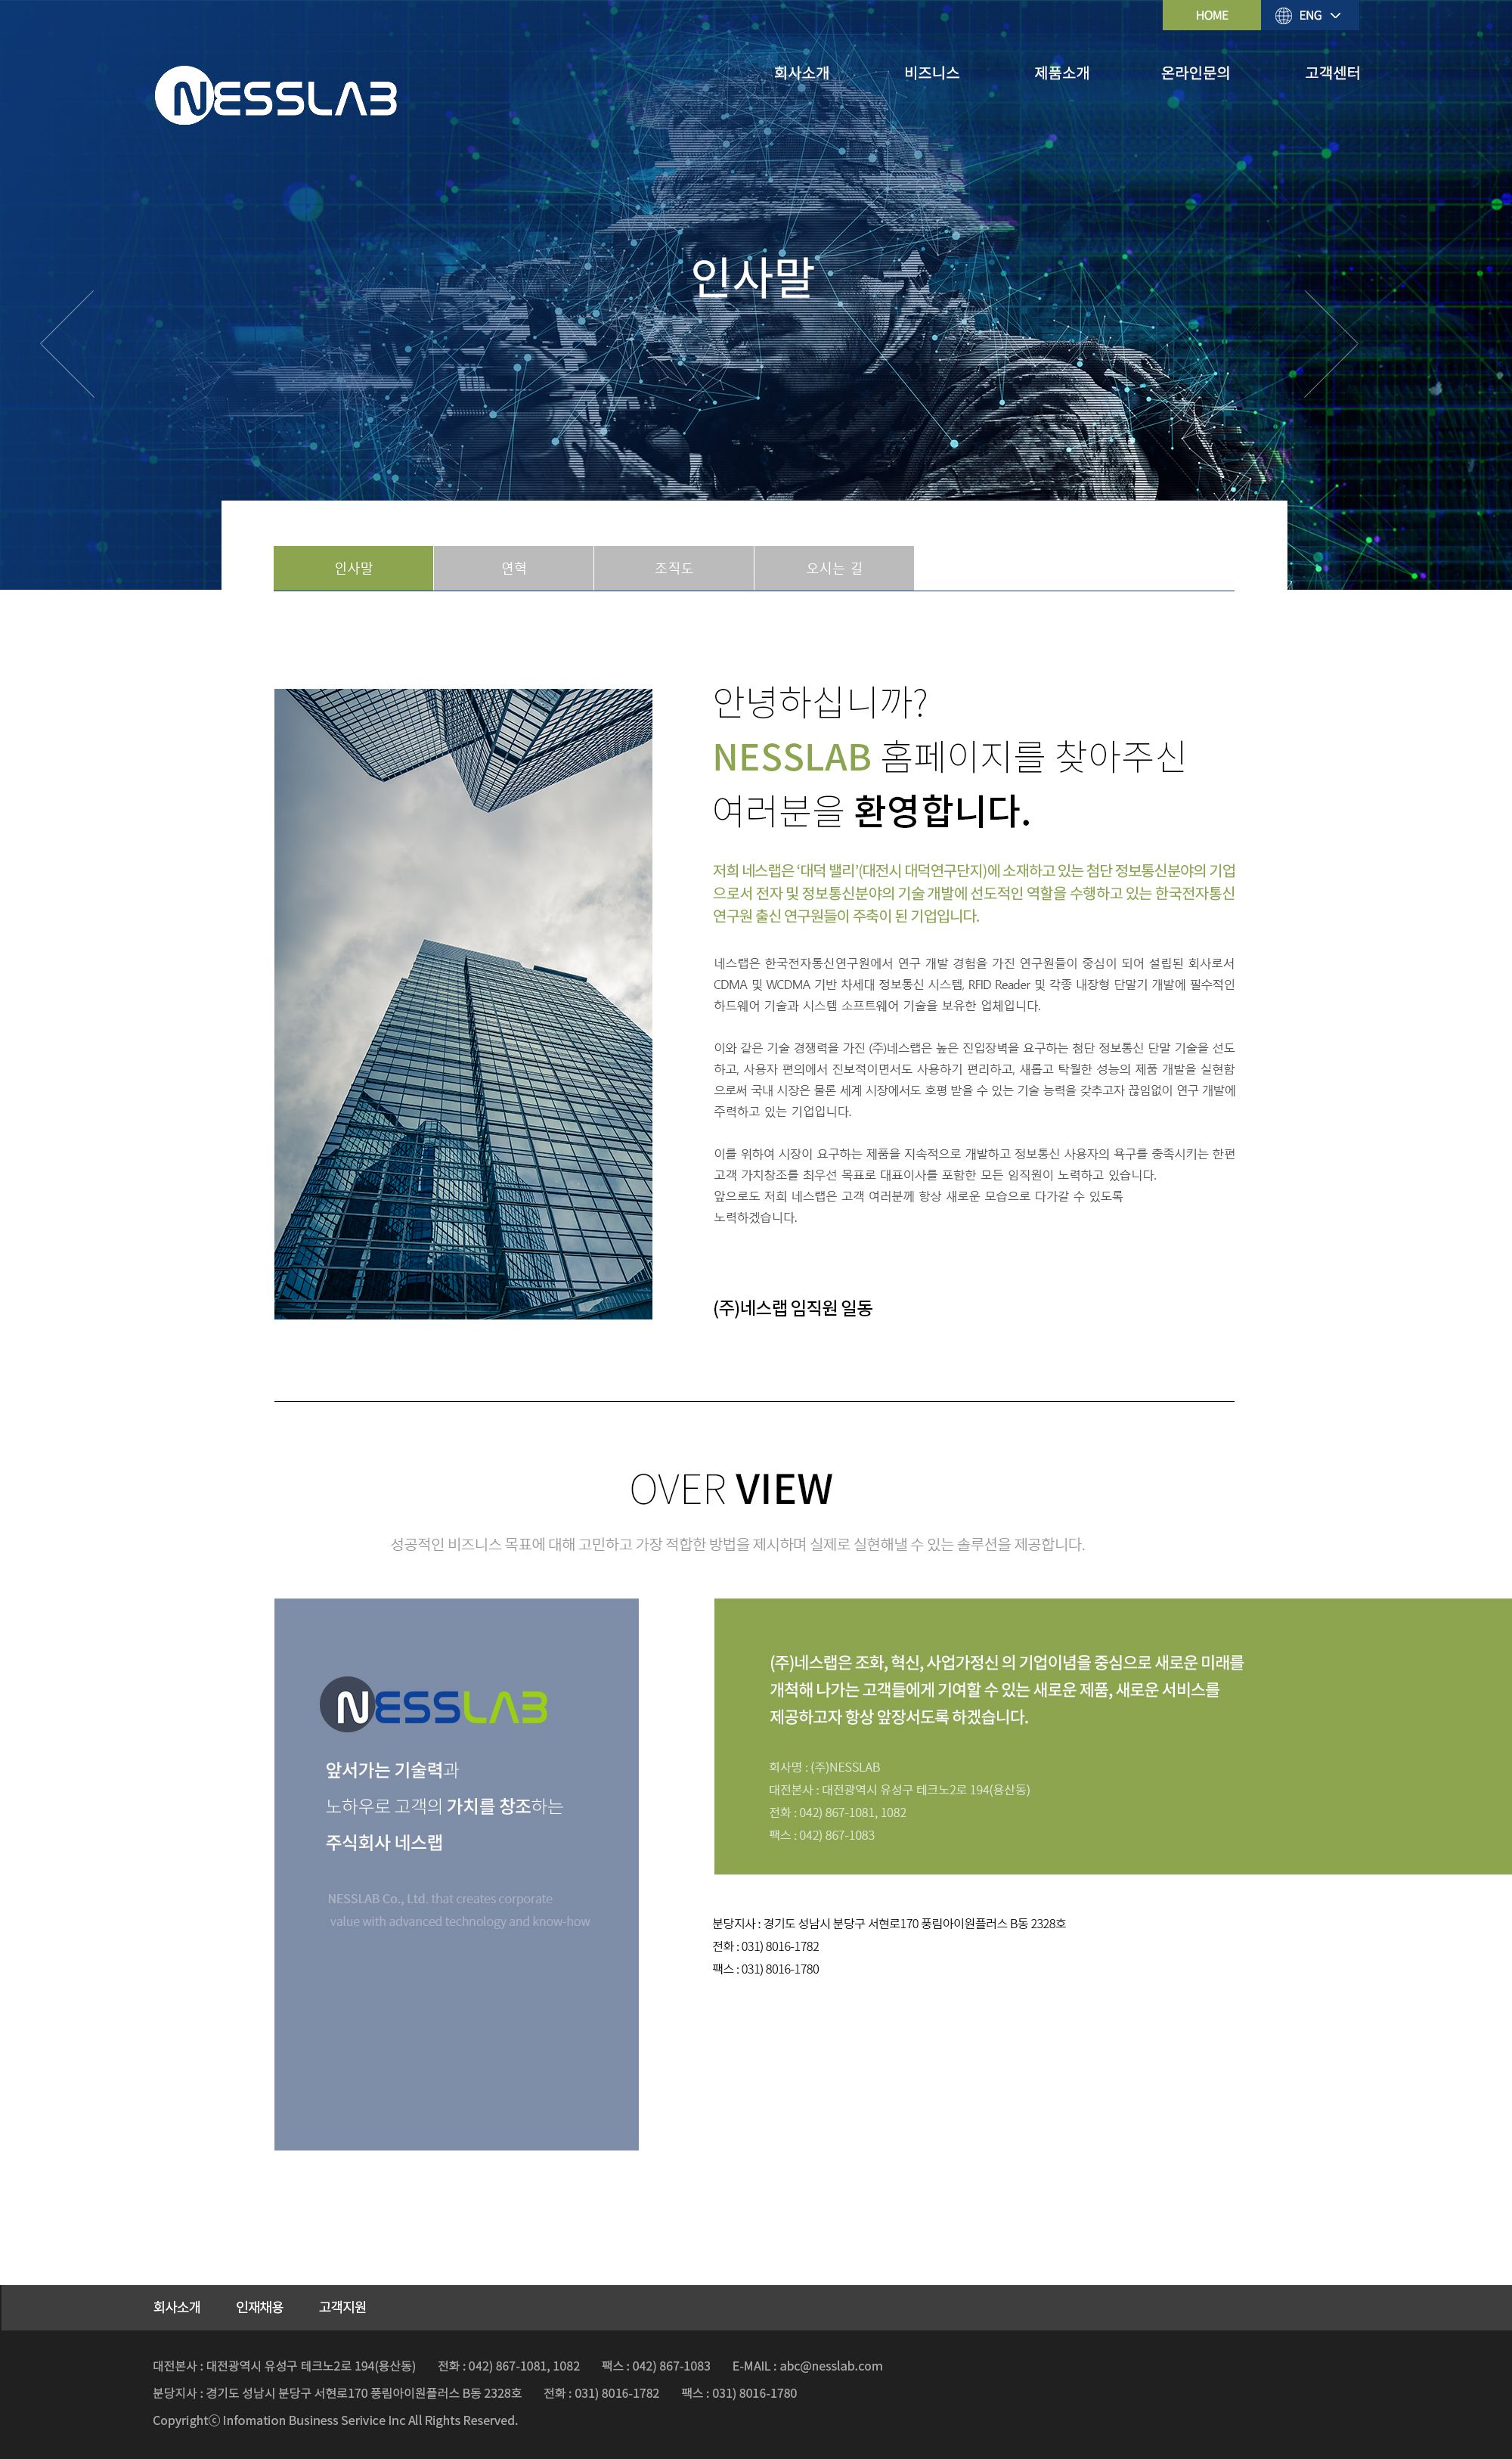 HOME
ENG
NESSLAB
회사소개
비즈니스
제품소개
온라인문의
고객센터
인사말
인사말
연혁
조직도
오시는 길
안녕하십니까?
NESSLAB 홈페이지를 찾아주신
여러분을 환영합니다.
저희 네스랩은 ‘대덕 밸리’(대전시 대덕연구단지)에 소재하고 있는 첨단 정보통신분야의 기업
으로서 전자 및 정보통신분야의 기술 개발에 선도적인 역할을 수행하고 있는 한국전자통신
연구원 출신 연구원들이 주축이 된 기업입니다.
네스랩은 한국전자통신연구원에서 연구 개발 경험을 가진 연구원들이 중심이 되어 설립된 회사로서
CDMA 및 WCDMA 기반 차세대 정보통신 시스템, RFID Reader 및 각종 내장형 단말기 개발에 필수적인
하드웨어 기술과 시스템 소프트웨어 기술을 보유한 업체입니다.
이와 같은 기술 경쟁력을 가진 (주)네스랩은 높은 진입장벽을 요구하는 첨단 정보통신 단말 기술을 선도
하고, 사용자 편의에서 진보적이면서도 사용하기 편리하고, 새롭고 탁월한 성능의 제품 개발을 실현함
으로써 국내 시장은 물론 세계 시장에서도 호평 받을 수 있는 기술 능력을 갖추고자 끊임없이 연구 개발에
주력하고 있는 기업입니다.
이를 위하여 시장이 요구하는 제품을 지속적으로 개발하고 정보통신 사용자의 욕구를 충족시키는 한편
고객 가치창조를 최우선 목표로 대표이사를 포함한 모든 임직원이 노력하고 있습니다.
앞으로도 저희 네스랩은 고객 여러분께 항상 새로운 모습으로 다가갈 수 있도록
노력하겠습니다.
(주)네스랩 임직원 일동
OVER VIEW
성공적인 비즈니스 목표에 대해 고민하고 가장 적합한 방법을 제시하며 실제로 실현해낼 수 있는 솔루션을 제공합니다.
NESSLAB
앞서가는 기술력과
노하우로 고객의 가치를 창조하는
주식회사 네스랩
NESSLAB Co., Ltd. that creates corporate
value with advanced technology and know-how
(주)네스랩은 조화, 혁신, 사업가정신 의 기업이념을 중심으로 새로운 미래를
개척해 나가는 고객들에게 기여할 수 있는 새로운 제품, 새로운 서비스를
제공하고자 항상 앞장서도록 하겠습니다.
회사명 : (주)NESSLAB
대전본사 : 대전광역시 유성구 테크노2로 194(용산동)
전화 : 042) 867-1081, 1082
팩스 : 042) 867-1083
분당지사 : 경기도 성남시 분당구 서현로170 풍림아이원플러스 B동 2328호
전화 : 031) 8016-1782
팩스 : 031) 8016-1780
회사소개
인재채용
고객지원
대전본사 : 대전광역시 유성구 테크노2로 194(용산동) 전화 : 042) 867-1081, 1082 팩스 : 042) 867-1083 E-MAIL : abc@nesslab.com
분당지사 : 경기도 성남시 분당구 서현로170 풍림아이원플러스 B동 2328호 전화 : 031) 8016-1782 팩스 : 031) 8016-1780
Copyrightⓒ Infomation Business Serivice Inc All Rights Reserved.